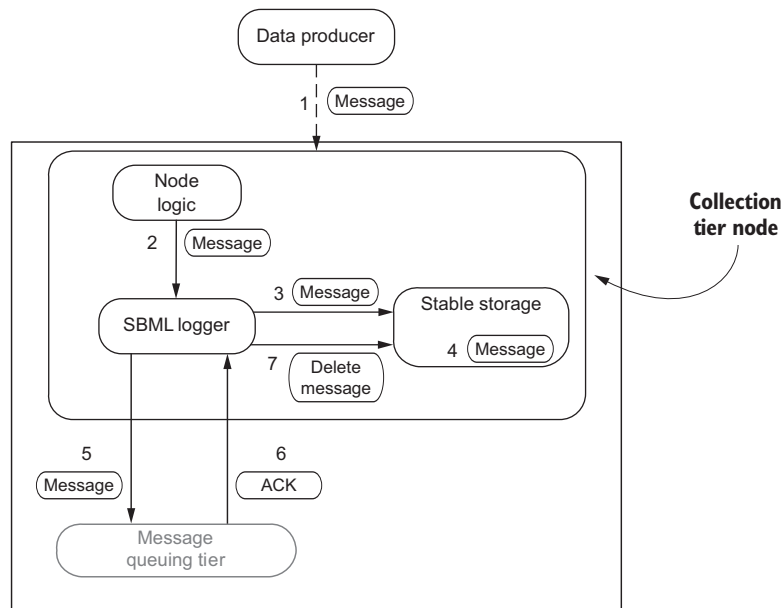 Data producer
1 Message
Node
logic
Collection
tier node
2 Message
3 Message
Stable storage
SBML logger
4 Message
7 Delete
message
5
6
Message
ACK
Message
queuing tier